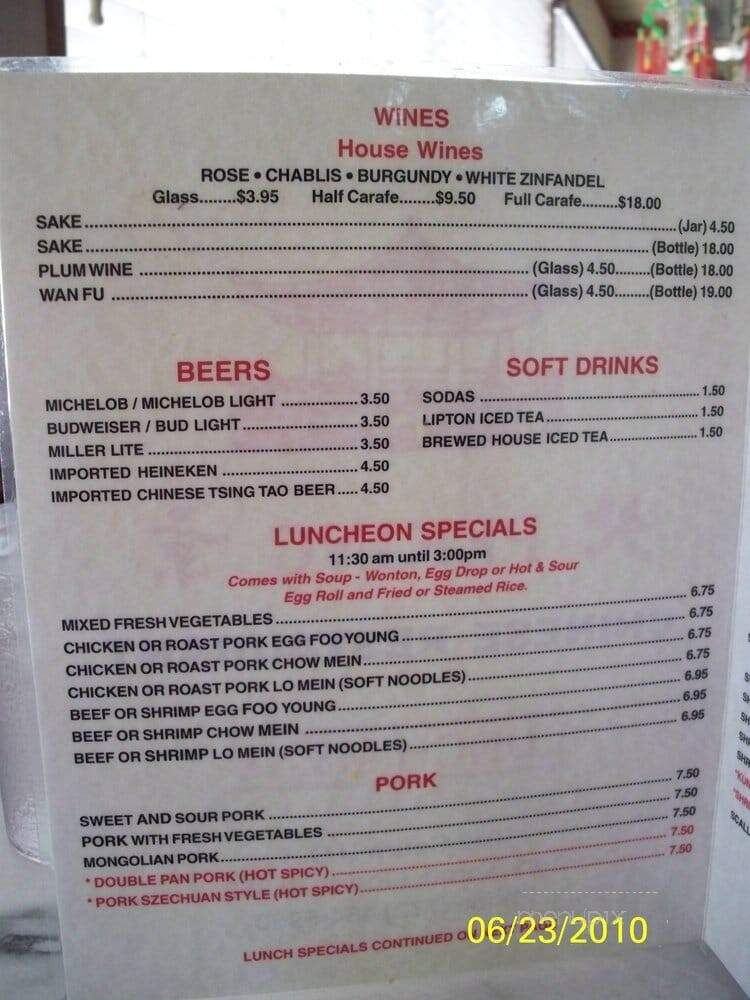 WINES
House Wines
ROSE • CHABLIS • BURGUNDY • WHITE ZINFANDEL
Glass........$3.95 Half Carafe........$9.50 Full Carafe........$18.00
SAKE (Jar) 4.50
SAKE (Bottle) 18.00
PLUM WINE (Glass) 4.50........(Bottle) 18.00
WAN FU (Glass) 4.50........(Bottle) 19.00
BEERS
MICHELOB / MICHELOB LIGHT 3.50
BUDWEISER / BUD LIGHT 3.50
MILLER LITE 3.50
IMPORTED HEINEKEN 4.50
IMPORTED CHINESE TSING TAO BEER ..... 4.50
SOFT DRINKS
SODAS 1.50
LIPTON ICED TEA 1.50
BREWED HOUSE ICED TEA 1.50
LUNCHEON SPECIALS
11:30 am until 3:00pm
Comes with Soup - Wonton, Egg Drop or Hot & Sour
Egg Roll and Fried or Steamed Rice.
MIXED FRESH VEGETABLES 6.75
CHICKEN OR ROAST PORK EGG FOO YOUNG 6.75
CHICKEN OR ROAST PORK CHOW MEIN 6.75
CHICKEN OR ROAST PORK LO MEIN (SOFT NOODLES) 6.75
BEEF OR SHRIMP EGG FOO YOUNG 6.95
BEEF OR SHRIMP CHOW MEIN 6.95
BEEF OR SHRIMP LO MEIN (SOFT NOODLES) 6.95
PORK
SWEET AND SOUR PORK 7.50
PORK WITH FRESH VEGETABLES 7.50
MONGOLIAN PORK 7.50
* DOUBLE PAN PORK (HOT SPICY) 7.50
* PORK SZECHUAN STYLE (HOT SPICY) 7.50
LUNCH SPECIALS CONTINUED
06/23/2010